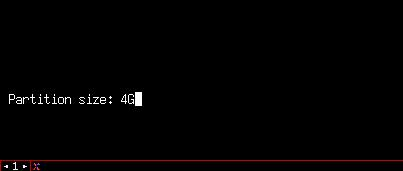 Partition size: 4G
◂ 1 ▸ X